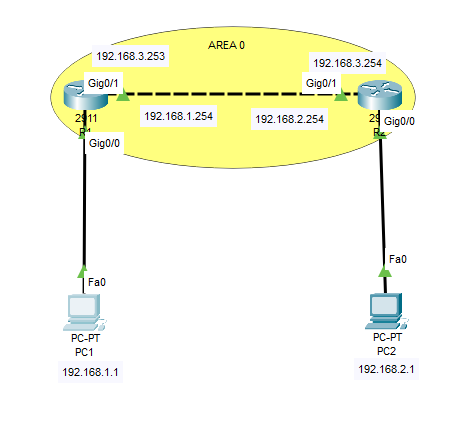 AREA 0
192.168.3.253
192.168.3.254
Gig0/1
Gig0/1
192.168.1.254
192.168.2.254
2911
Gig0/0
Gig0/0
Fa0
Fa0
PC-PT
PC1
PC-PT
PC2
192.168.1.1
192.168.2.1